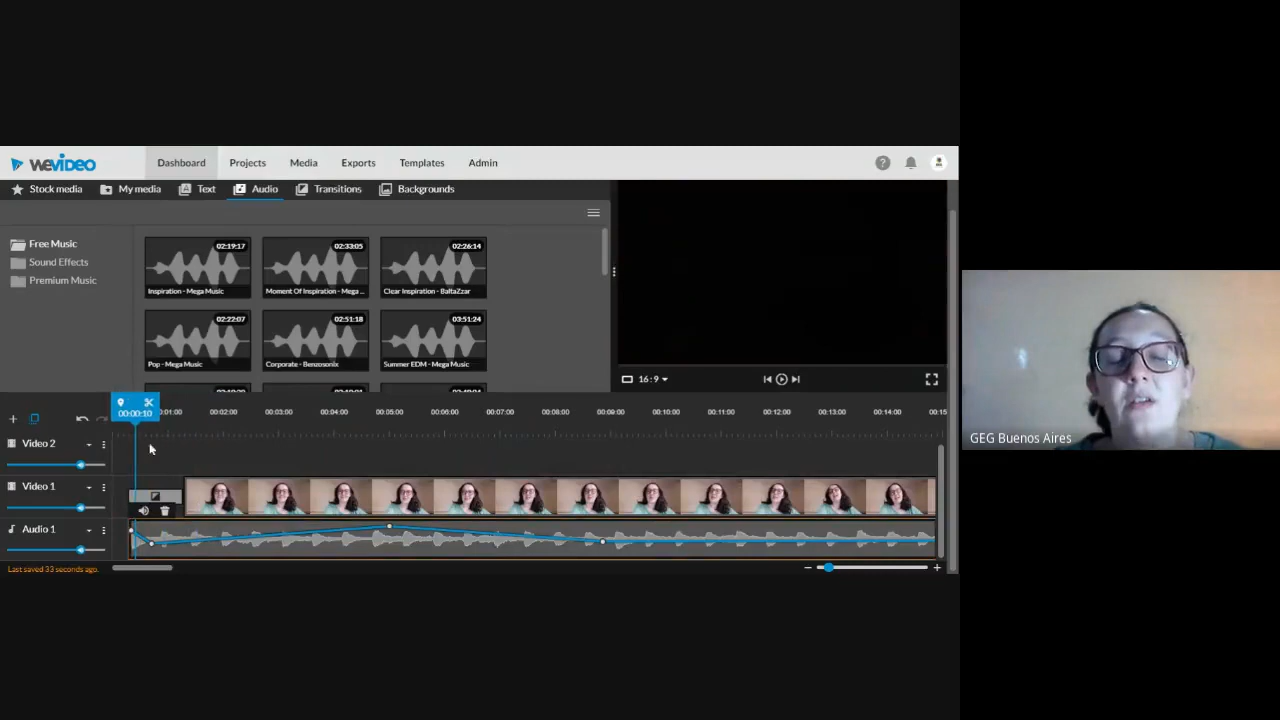 WEVIDEO Dashboard Projects Media Exports Templates Admin ?
Stock media My media Text Audio Transitions Backgrounds
Free Music
Sound Effects
Premium Music
02:19:17 02:33:05 02:26:14
Inspiration - Mega Music Moment Of Inspiration - Mega ... Clear Inspiration - BaltaZzar
02:22:07 02:51:18 03:51:24
Pop - Mega Music Corporate - Benzosonix Summer EDM - Mega Music
16:9
00:00:10 00:02:00 00:03:00 00:04:00 00:05:00 00:06:00 00:07:00 00:08:00 00:09:00 00:10:00 00:11:00 00:12:00 00:13:00 00:14:00 00:15
Video 2
Video 1
Audio 1
Last saved 33 seconds ago.
GEG Buenos Aires